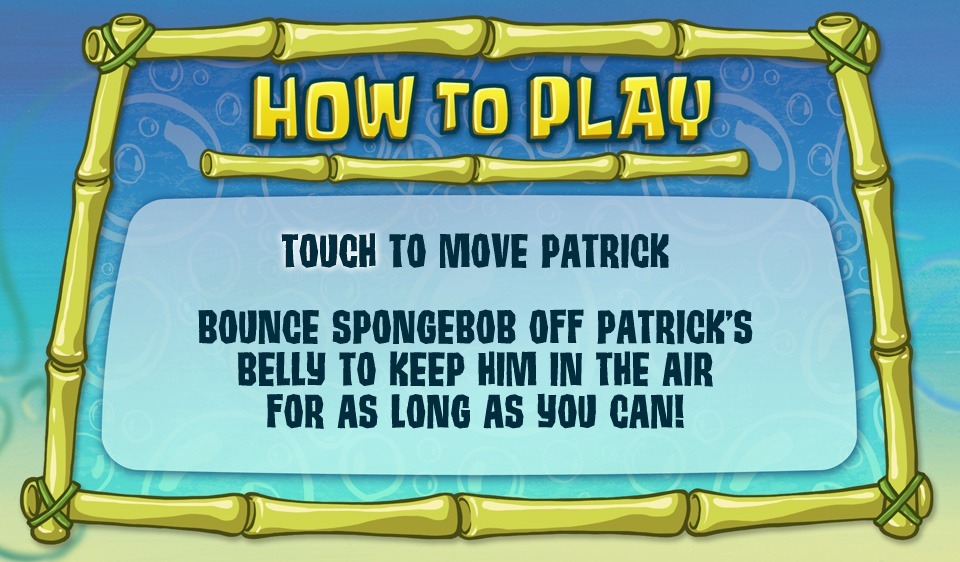 HOW TO PLAY
TOUCH TO MOVE PATRICK
BOUNCE SPONGEBOB OFF PATRICK'S
BELLY TO KEEP HIM IN THE AIR
FOR AS LONG AS YOU CAN!